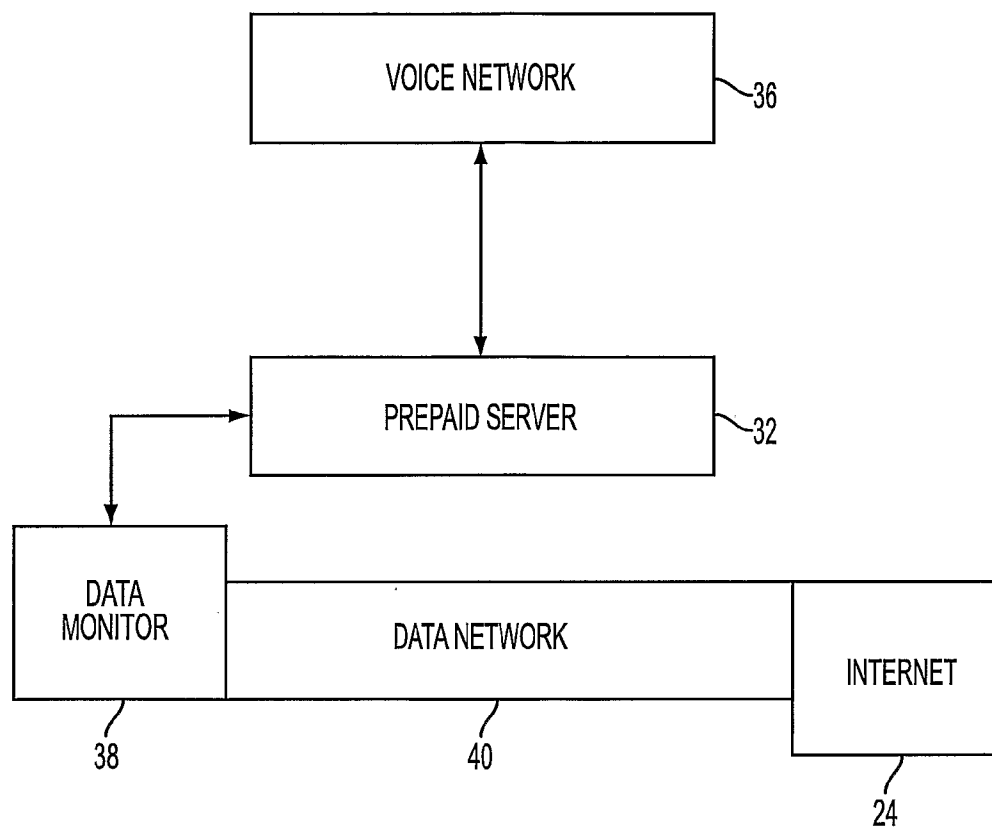 VOICE NETWORK
36
PREPAID SERVER
32
DATA
MONITOR
DATA NETWORK
INTERNET
38
40
24